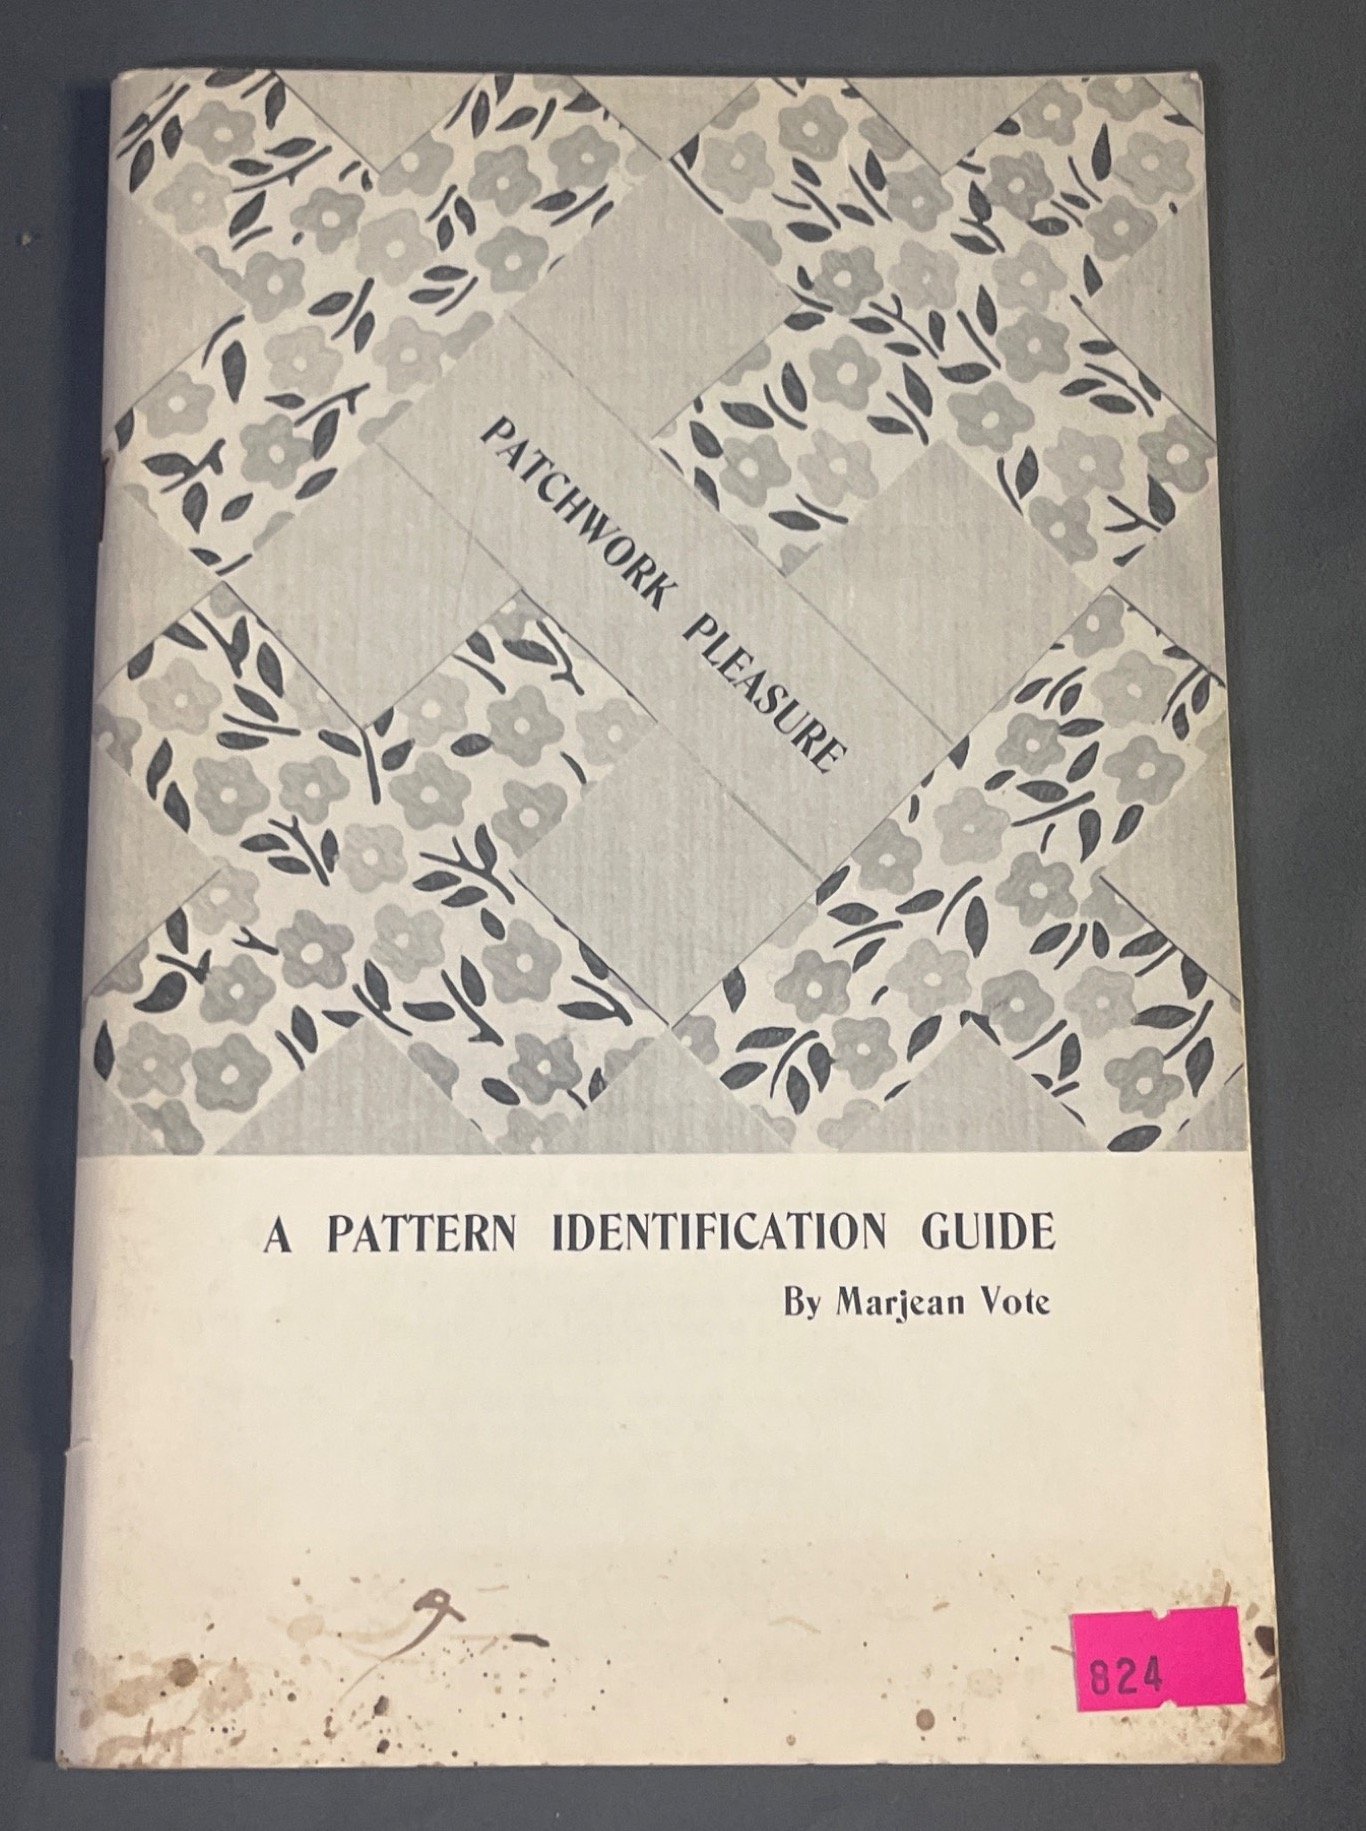 PATCHWORK PLEASURE
A PATTERN IDENTIFICATION GUIDE
By Marjean Vote
824